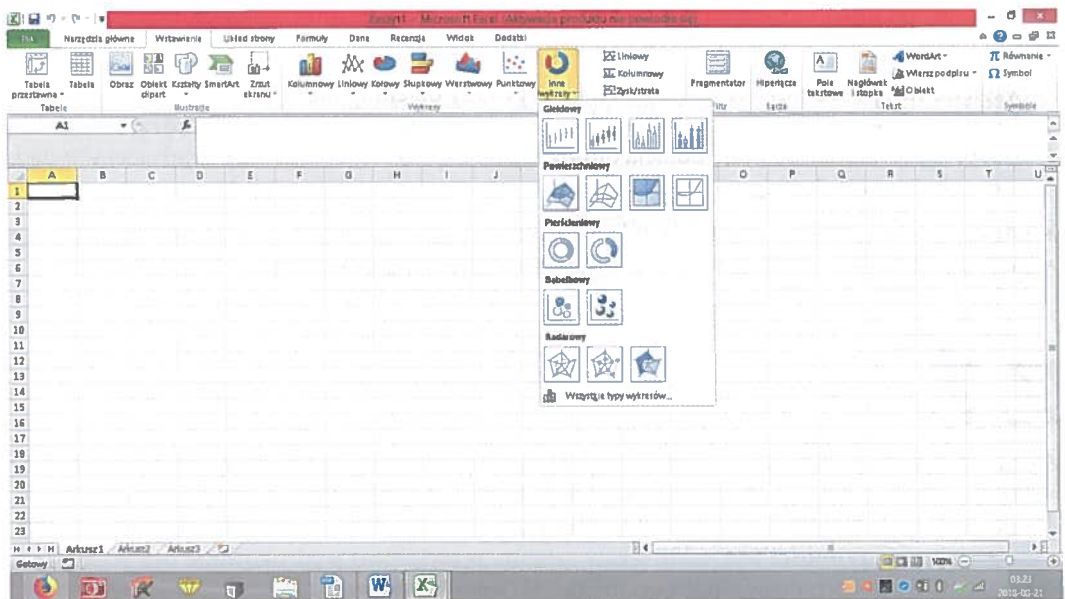 Zeszyt1 - Microsoft Excel (Aktywacja produktu nie powiodła się)
Plik Narzędzia główne Wstawianie Układ strony Formuły Dane Recenzja Widok Dodatki
Tabela przestawna Tabela Obraz Obiekt clipart Kształty SmartArt Zrzut ekranu Kolumnowy Liniowy Kołowy Słupkowy Warstwowy Punktowy Inne wykresy
Liniowy
Kolumnowy
Zysk/strata
Fragmentator Hiperłącze Pole tekstowe Nagłówek i stopka
WordArt
Wiersz podpisu
Obiekt
Równanie
Symbol
Tabele Ilustracje Wykresy Filtr Łącza Tekst Symbole
A1 fx
Giełdowy
Powierzchniowy
Pierścieniowy
Bąbelkowy
Radarowy
Wszystkie typy wykresów...
A B C D E F G H I J O P Q R S T U
1
2
3
4
5
6
7
8
9
10
11
12
13
14
15
16
17
18
19
20
21
22
23
Arkusz1 Arkusz2 Arkusz3
Gotowy 100%
03:23